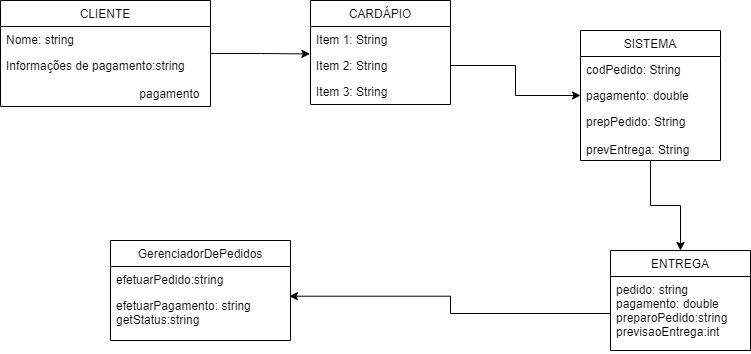 CLIENTE
Nome: string
Informações de pagamento:string
pagamento
CARDÁPIO
Item 1: String
Item 2: String
Item 3: String
SISTEMA
codPedido: String
pagamento: double
prepPedido: String
prevEntrega: String
GerenciadorDePedidos
efetuarPedido:string
efetuarPagamento: string
getStatus:string
ENTREGA
pedido: string
pagamento: double
preparoPedido:string
previsaoEntrega:int